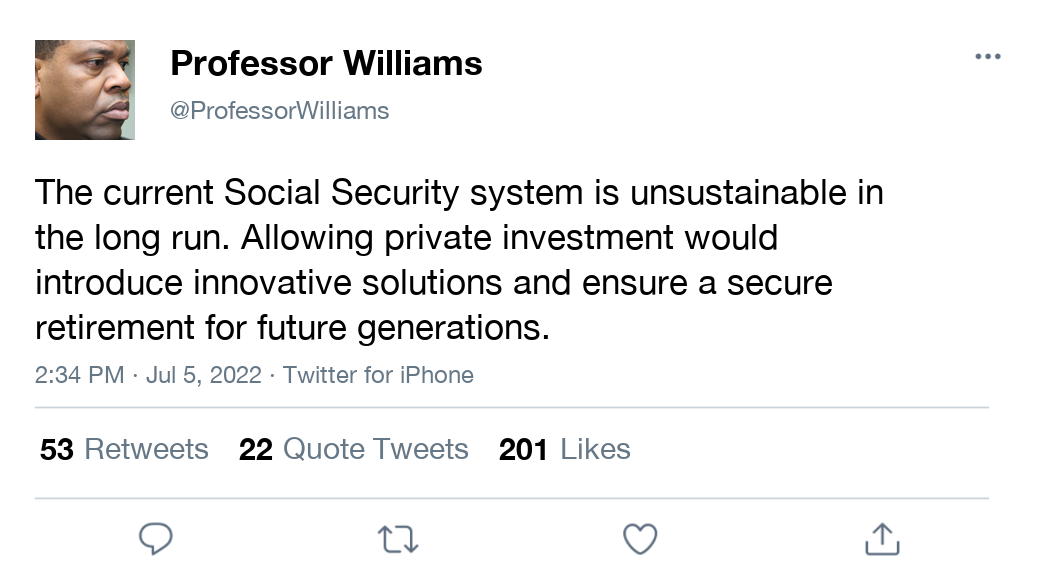 Professor Williams
@ProfessorWilliams
The current Social Security system is unsustainable in
the long run. Allowing private investment would
introduce innovative solutions and ensure a secure
retirement for future generations.
2:34 PM · Jul 5, 2022 · Twitter for iPhone
53 Retweets 22 Quote Tweets 201 Likes